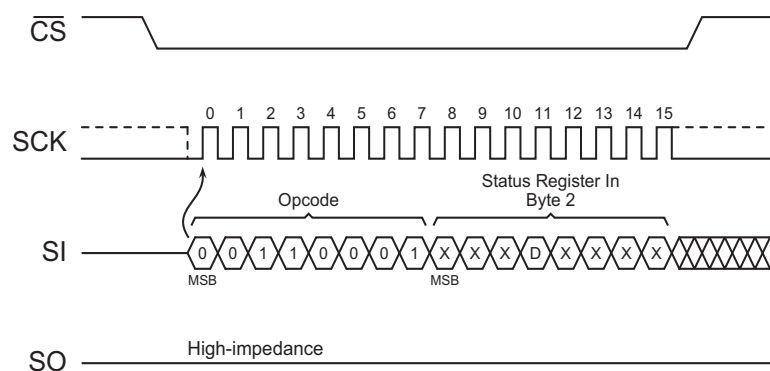 CS
0 1 2 3 4 5 6 7 8 9 10 11 12 13 14 15
SCK
Status Register In
Opcode Byte 2
SI 0 0 1 1 0 0 0 1 X X X D X X X X
MSB MSB
High-impedance
SO